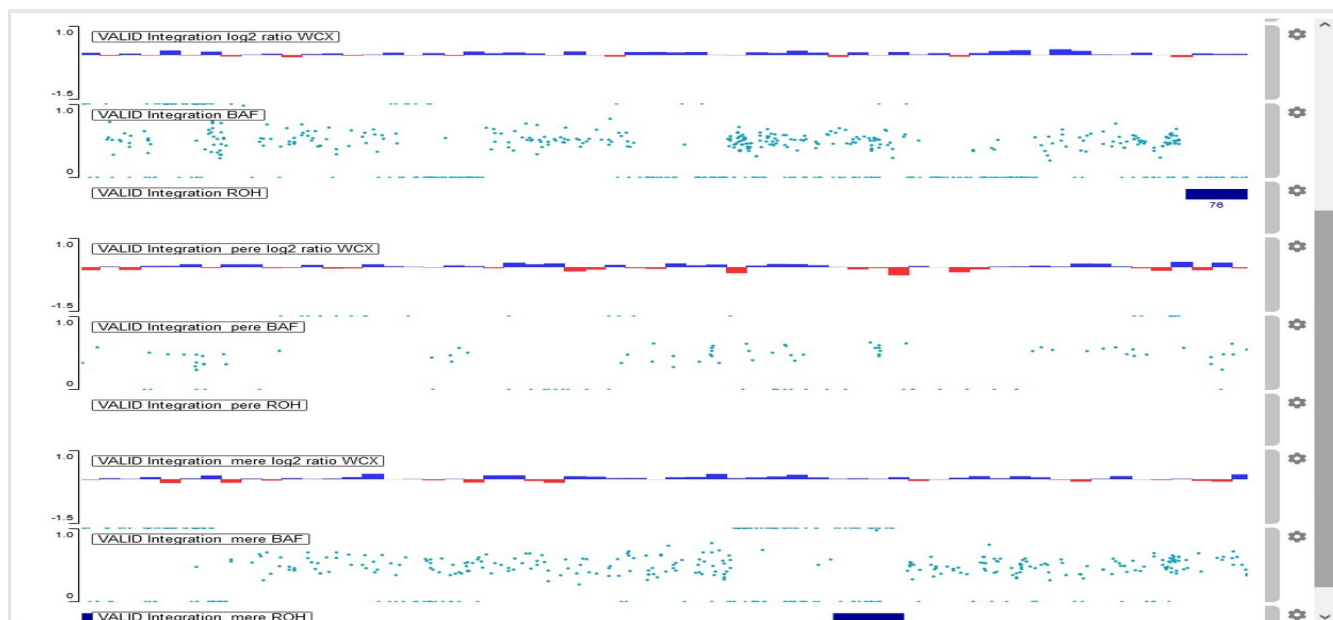 1.0
VALID Integration log2 ratio WCX
-1.5
1.0
VALID Integration BAF
0
VALID Integration ROH
76
1.0
VALID Integration pere log2 ratio WCX
-1.5
1.0
VALID Integration pere BAF
0
VALID Integration pere ROH
1.0
VALID Integration mere log2 ratio WCX
-1.5
1.0
VALID Integration mere BAF
0
VALID Integration mere ROH